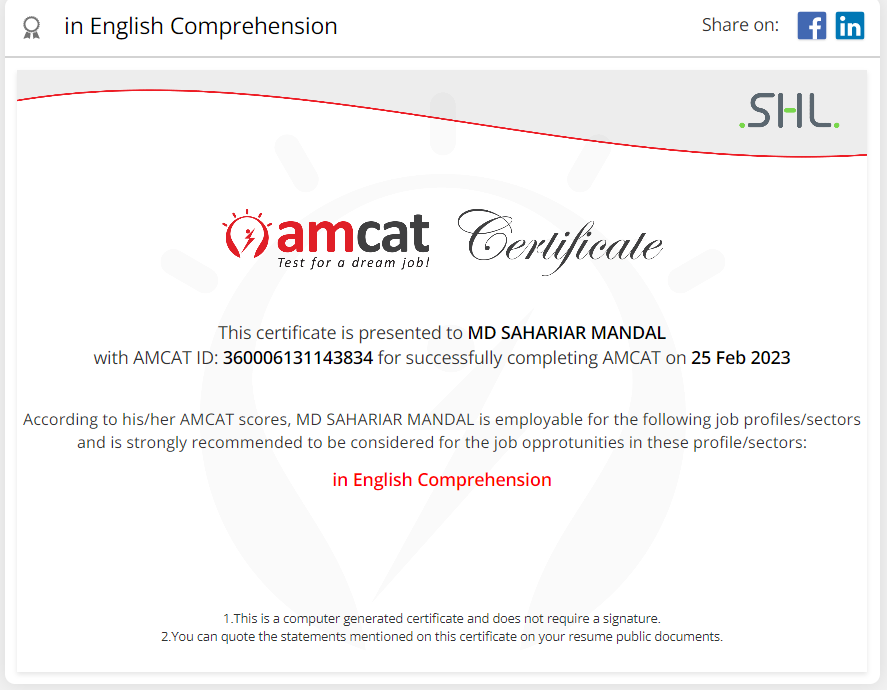 in English Comprehension
Share on:
.SHL.
amcat Certificate
Test for a dream job!
This certificate is presented to MD SAHARIAR MANDAL
with AMCAT ID: 360006131143834 for successfully completing AMCAT on 25 Feb 2023
According to his/her AMCAT scores, MD SAHARIAR MANDAL is employable for the following job profiles/sectors
and is strongly recommended to be considered for the job opprotunities in these profile/sectors:
in English Comprehension
1.This is a computer generated certificate and does not require a signature.
2.You can quote the statements mentioned on this certificate on your resume public documents.